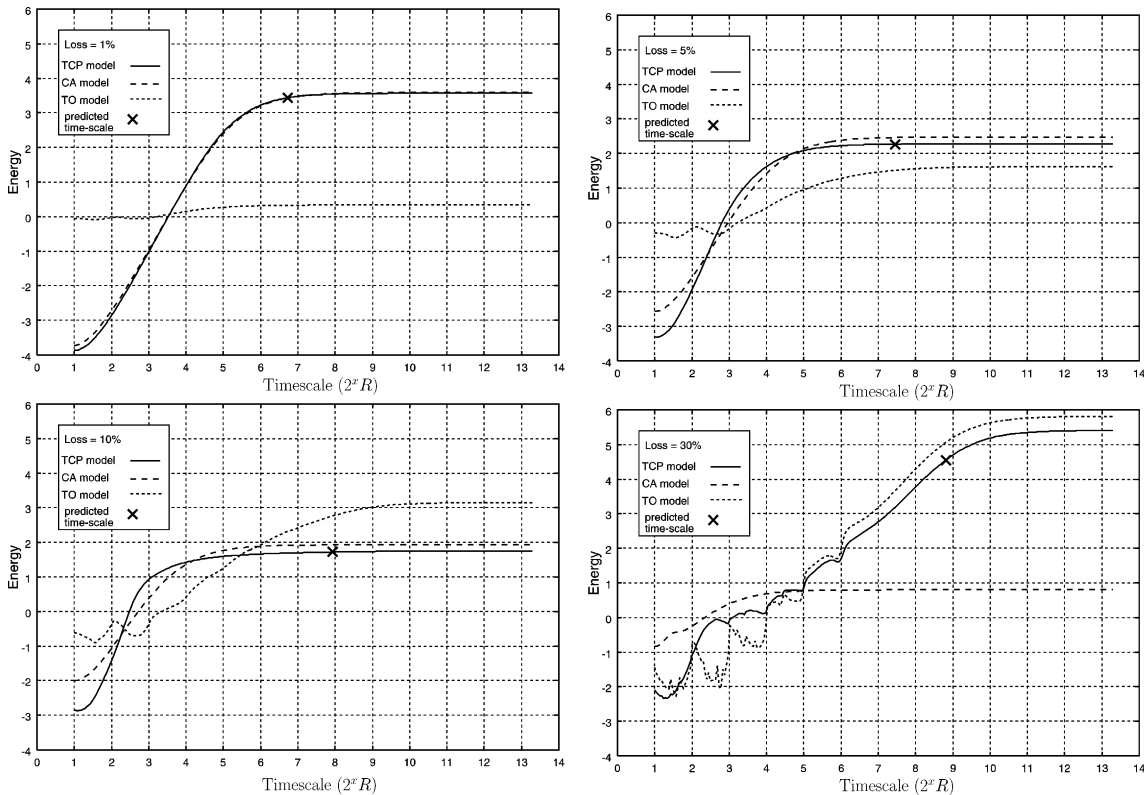 6
5
4
3
2
1
0
-1
-2
-3
-4
Energy
Loss = 1%
TCP model
CA model
TO model
predicted
time-scale
0 1 2 3 4 5 6 7 8 9 10 11 12 13 14
Timescale (2^x R)
6
5
4
3
2
1
0
-1
-2
-3
-4
Energy
Loss = 5%
TCP model
CA model
TO model
predicted
time-scale
0 1 2 3 4 5 6 7 8 9 10 11 12 13 14
Timescale (2^x R)
6
5
4
3
2
1
0
-1
-2
-3
-4
Energy
Loss = 10%
TCP model
CA model
TO model
predicted
time-scale
0 1 2 3 4 5 6 7 8 9 10 11 12 13 14
Timescale (2^x R)
6
5
4
3
2
1
0
-1
-2
-3
-4
Energy
Loss = 30%
TCP model
CA model
TO model
predicted
time-scale
0 1 2 3 4 5 6 7 8 9 10 11 12 13 14
Timescale (2^x R)